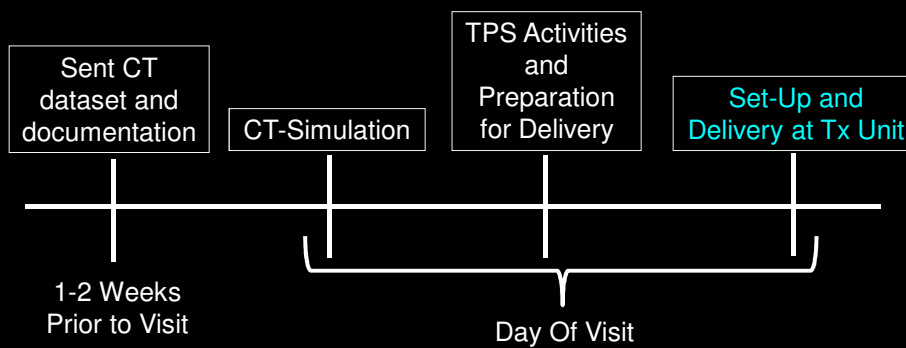 Sent CT
dataset and
documentation
CT-Simulation
TPS Activities
and
Preparation
for Delivery
Set-Up and
Delivery at Tx Unit
1-2 Weeks
Prior to Visit
Day Of Visit